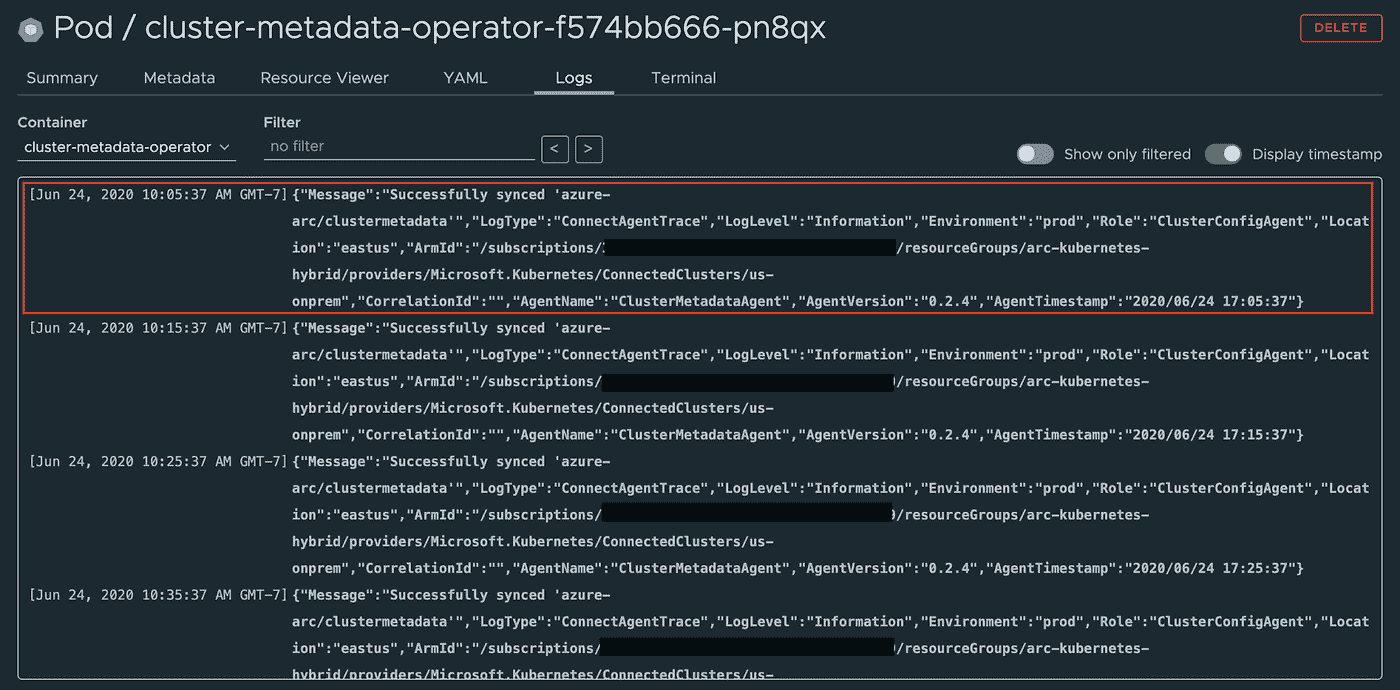 Pod / cluster-metadata-operator-f574bb666-pn8qx
DELETE
Summary Metadata Resource Viewer YAML Logs Terminal
Container Filter
cluster-metadata-operator no filter < > Show only filtered Display timestamp
[Jun 24, 2020 10:05:37 AM GMT-7] {"Message":"Successfully synced 'azure-
arc/clustermetadata'","LogType":"ConnectAgentTrace","LogLevel":"Information","Environment":"prod","Role":"ClusterConfigAgent","Locat
ion":"eastus","ArmId":"/subscriptions/ /resourceGroups/arc-kubernetes-
hybrid/providers/Microsoft.Kubernetes/ConnectedClusters/us-
onprem","CorrelationId":"","AgentName":"ClusterMetadataAgent","AgentVersion":"0.2.4","AgentTimestamp":"2020/06/24 17:05:37"}
[Jun 24, 2020 10:15:37 AM GMT-7] {"Message":"Successfully synced 'azure-
arc/clustermetadata'","LogType":"ConnectAgentTrace","LogLevel":"Information","Environment":"prod","Role":"ClusterConfigAgent","Locat
ion":"eastus","ArmId":"/subscriptions/ /resourceGroups/arc-kubernetes-
hybrid/providers/Microsoft.Kubernetes/ConnectedClusters/us-
onprem","CorrelationId":"","AgentName":"ClusterMetadataAgent","AgentVersion":"0.2.4","AgentTimestamp":"2020/06/24 17:15:37"}
[Jun 24, 2020 10:25:37 AM GMT-7] {"Message":"Successfully synced 'azure-
arc/clustermetadata'","LogType":"ConnectAgentTrace","LogLevel":"Information","Environment":"prod","Role":"ClusterConfigAgent","Locat
ion":"eastus","ArmId":"/subscriptions/ /resourceGroups/arc-kubernetes-
hybrid/providers/Microsoft.Kubernetes/ConnectedClusters/us-
onprem","CorrelationId":"","AgentName":"ClusterMetadataAgent","AgentVersion":"0.2.4","AgentTimestamp":"2020/06/24 17:25:37"}
[Jun 24, 2020 10:35:37 AM GMT-7] {"Message":"Successfully synced 'azure-
arc/clustermetadata'","LogType":"ConnectAgentTrace","LogLevel":"Information","Environment":"prod","Role":"ClusterConfigAgent","Locat
ion":"eastus","ArmId":"/subscriptions/ /resourceGroups/arc-kubernetes-
hybrid/providers/Microsoft.Kubernetes/ConnectedClusters/us-